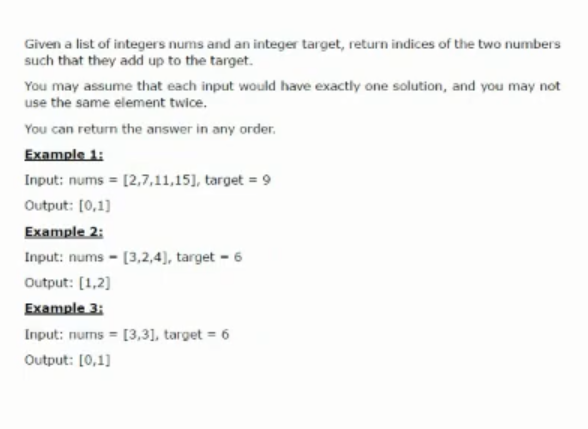 Given a list of integers nums and an integer target, return indices of the two numbers
such that they add up to the target.
You may assume that each input would have exactly one solution, and you may not
use the same element twice.
You can return the answer in any order.
Example 1:
Input: nums = [2,7,11,15], target = 9
Output: [0,1]
Example 2:
Input: nums = [3,2,4], target = 6
Output: [1,2]
Example 3:
Input: nums = [3,3], target = 6
Output: [0,1]